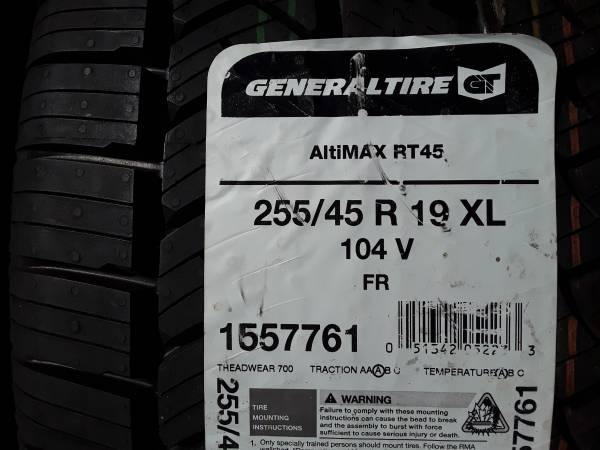 GENERAL TIRE GT
AltiMAX RT45
255/45 R 19 XL
104 V
FR
1557761
TREADWEAR 700 TRACTION AA(A)B C TEMPERATURE(A)B C
255/4
TIRE
MOUNTING
INSTRUCTIONS
WARNING
Failure to comply with these mounting
instructions can cause the bead to break
and the assembly to burst with force
sufficient to cause serious injury or death.
57761
1. Only specially trained persons should mount tires. Follow the RMA